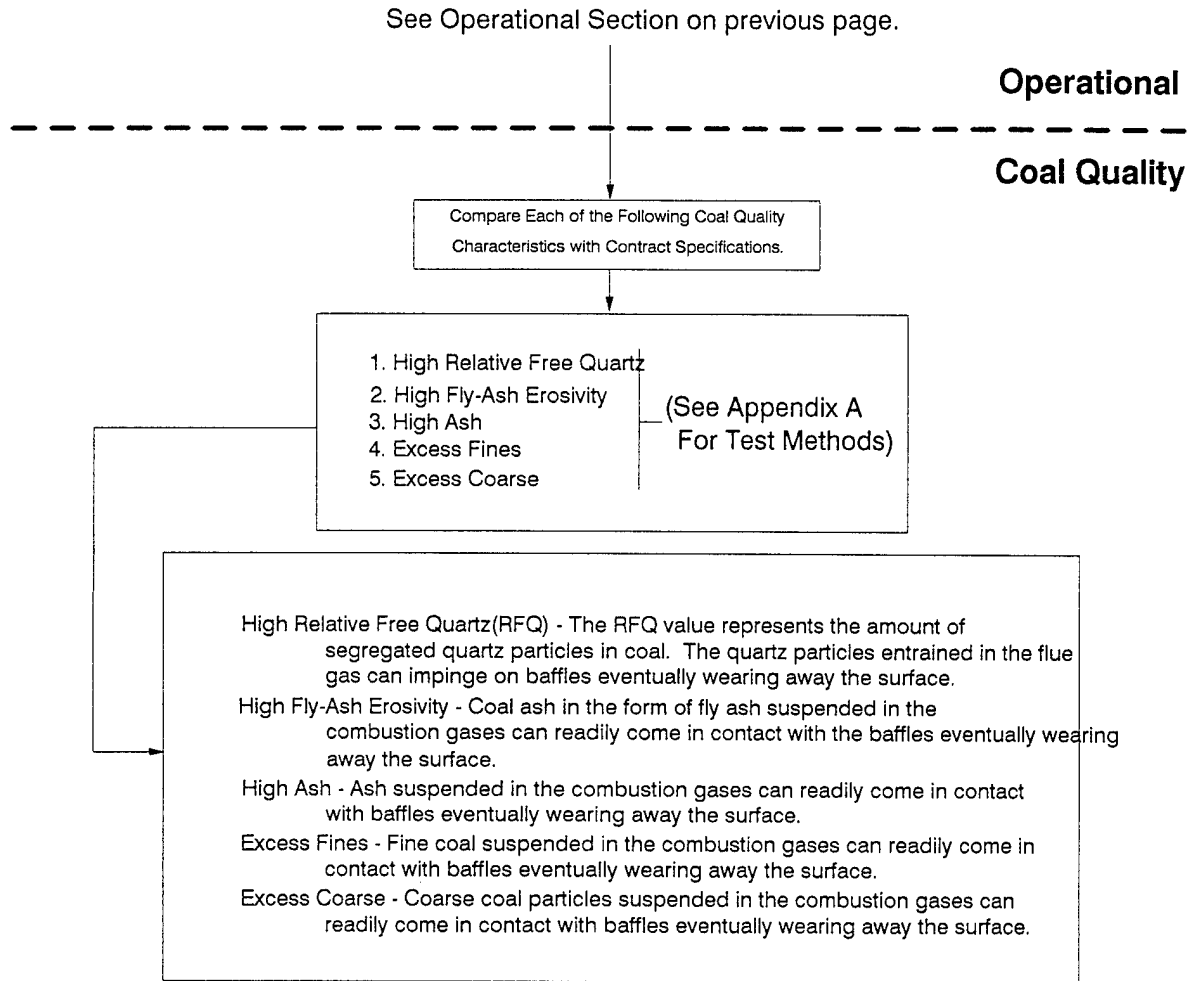 See Operational Section on previous page.
Operational
Coal Quality
Compare Each of the Following Coal Quality
Characteristics with Contract Specifications.
1. High Relative Free Quartz
2. High Fly-Ash Erosivity
3. High Ash
4. Excess Fines
5. Excess Coarse
(See Appendix A
For Test Methods)
High Relative Free Quartz(RFQ) - The RFQ value represents the amount of
segregated quartz particles in coal. The quartz particles entrained in the flue
gas can impinge on baffles eventually wearing away the surface.
High Fly-Ash Erosivity - Coal ash in the form of fly ash suspended in the
combustion gases can readily come in contact with the baffles eventually wearing
away the surface.
High Ash - Ash suspended in the combustion gases can readily come in contact
with baffles eventually wearing away the surface.
Excess Fines - Fine coal suspended in the combustion gases can readily come in
contact with baffles eventually wearing away the surface.
Excess Coarse - Coarse coal particles suspended in the combustion gases can
readily come in contact with baffles eventually wearing away the surface.